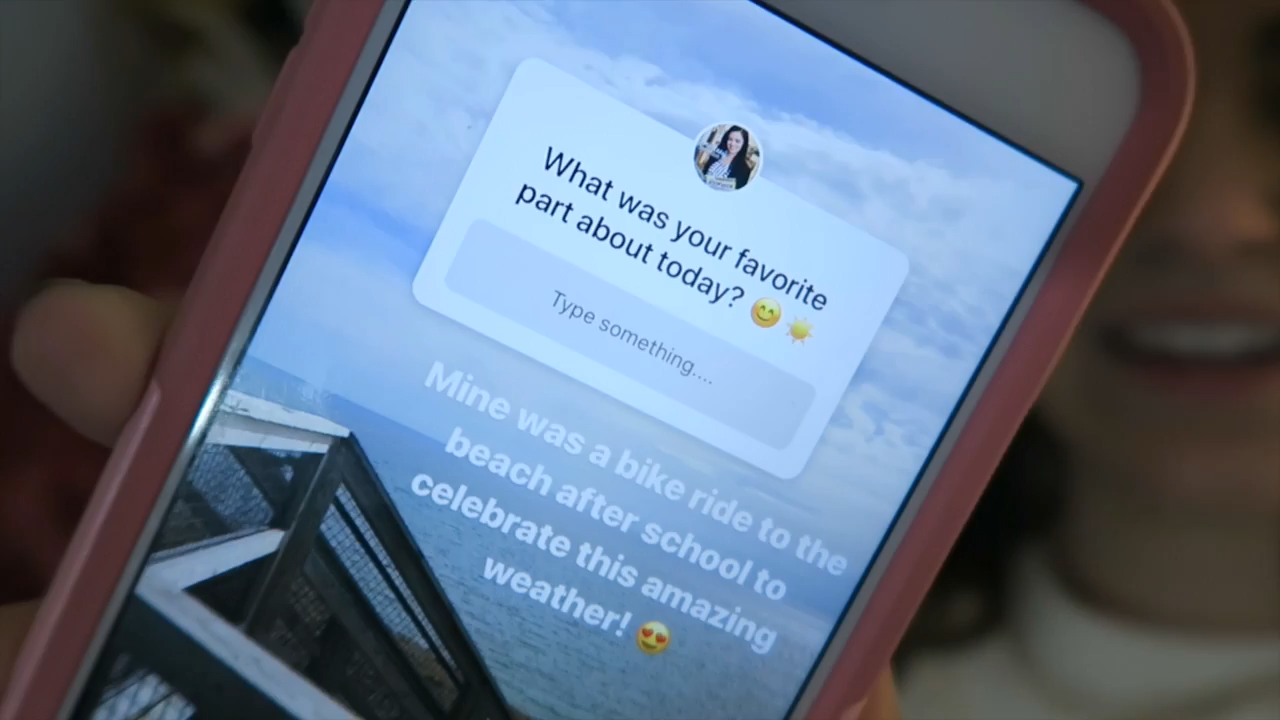 What was your favorite
part about today? 😊☀️
Type something....
Mine was a bike ride to the
beach after school to
celebrate this amazing
weather! 😍